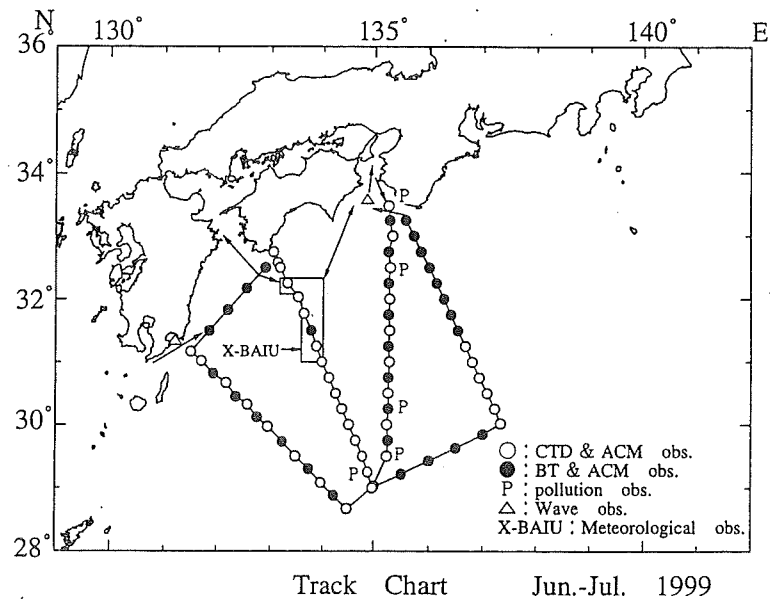 N 130° 135° 140° E
36°
34°
P
P
32°
X-BAIU
P
30°
P P
28°
○ : CTD & ACM obs.
● : BT & ACM obs.
P : pollution obs.
△ : Wave obs.
X-BAIU : Meteorological obs.
Track Chart Jun.-Jul. 1999